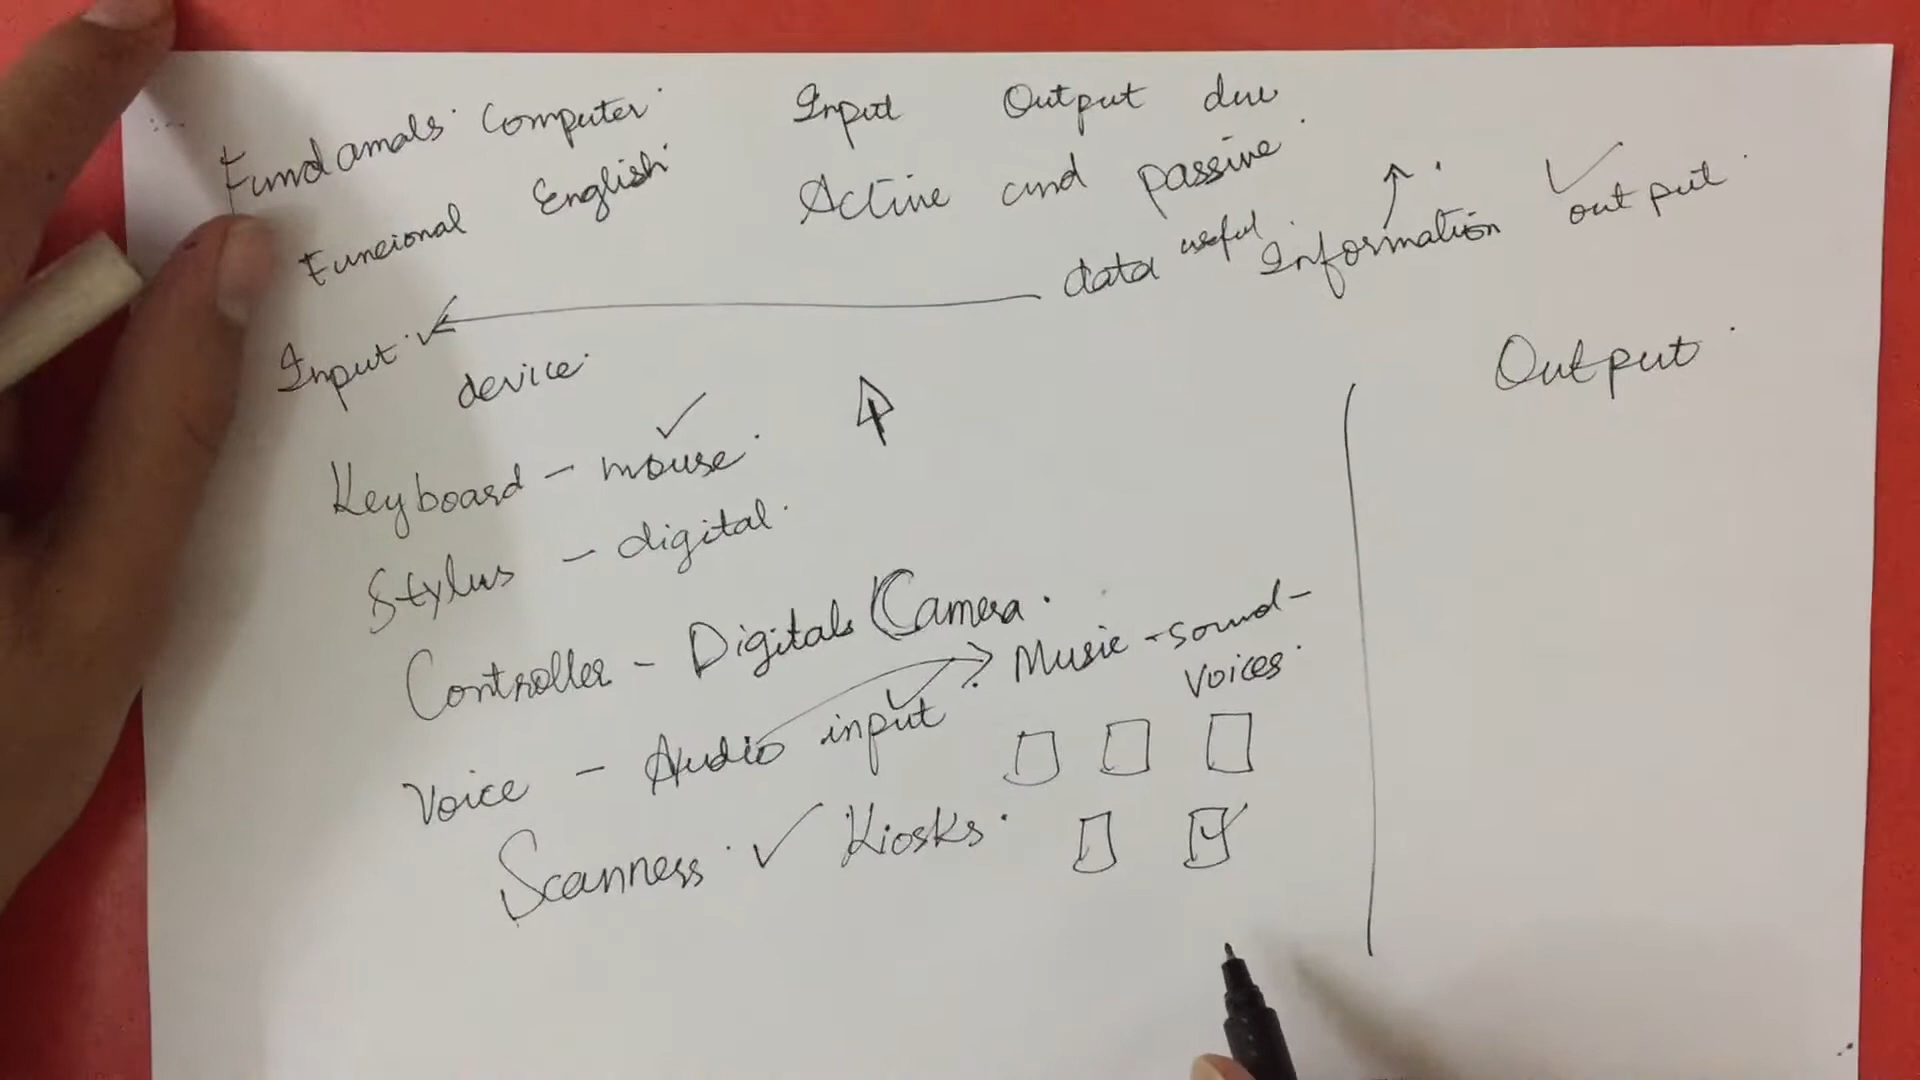 Fundamals Computer Input Output
Funcional English Active and passive
data useful Information output
Input
device
Output
Keyboard - mouse
Stylus - digital
Controller - Digitals Camera
Music - sound -
Voices
Voice - Audio input
Scanness Kiosks